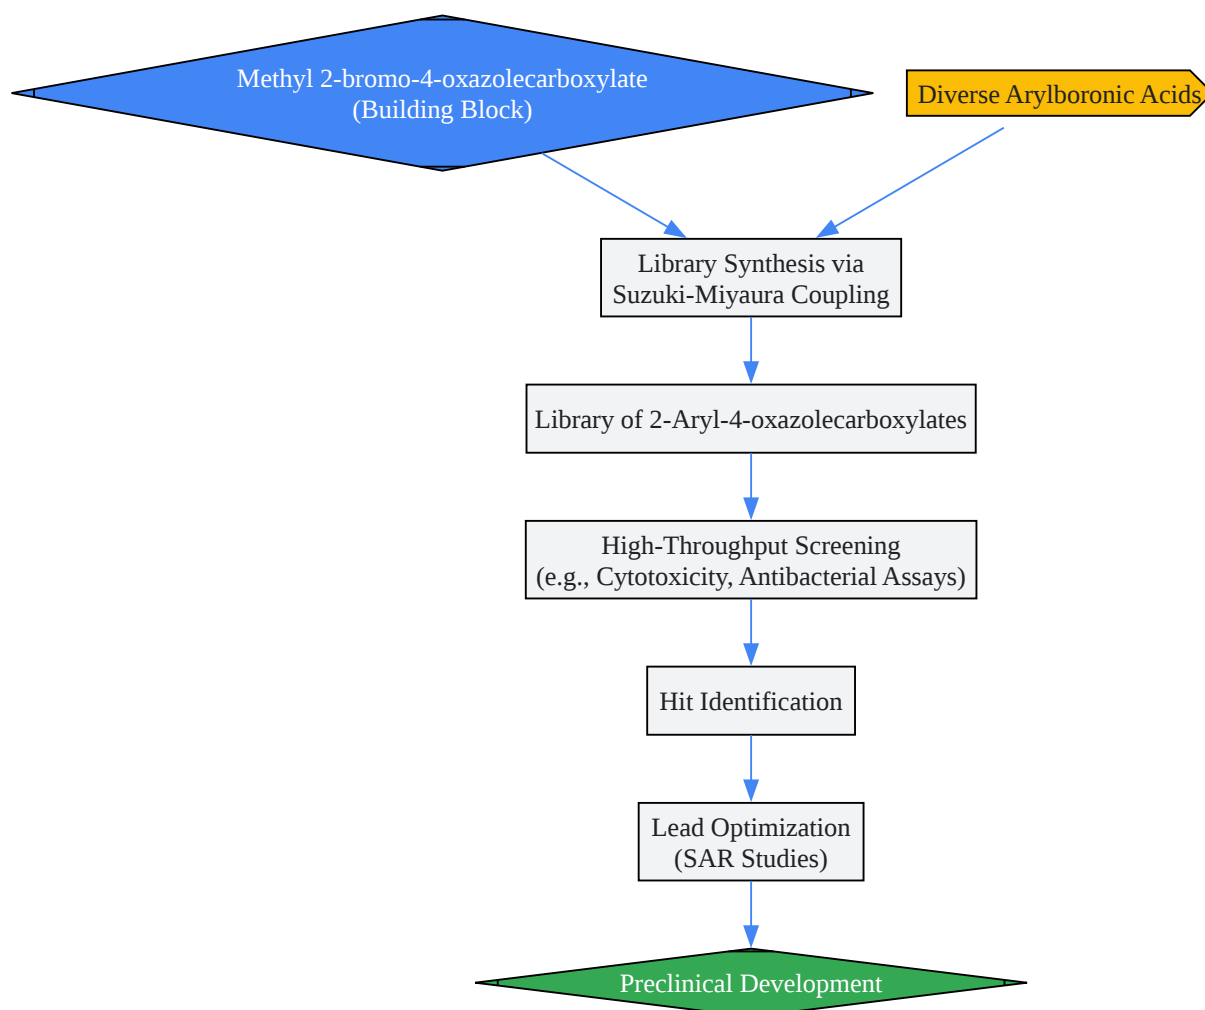 Methyl 2-bromo-4-oxazolecarboxylate
(Building Block)
Diverse Arylboronic Acids
Library Synthesis via
Suzuki-Miyaura Coupling
Library of 2-Aryl-4-oxazolecarboxylates
High-Throughput Screening
(e.g., Cytotoxicity, Antibacterial Assays)
Hit Identification
Lead Optimization
(SAR Studies)
Preclinical Development